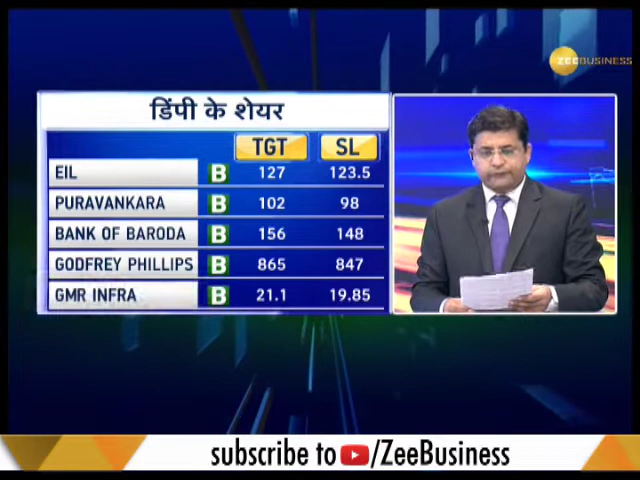 ZEEBUSINESS
डिंपी के शेयर
TGT SL
EIL B 127 123.5
PURAVANKARA B 102 98
BANK OF BARODA B 156 148
GODFREY PHILLIPS B 865 847
GMR INFRA B 21.1 19.85
subscribe to /ZeeBusiness